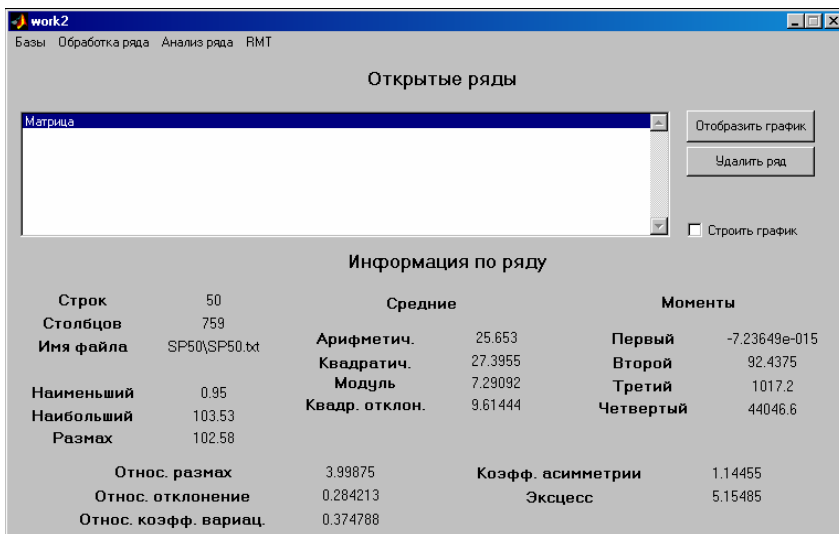 work2
Базы Обработка ряда Анализ ряда RMT
Открытые ряды
Матрица
Отобразить график
Удалить ряд
Строить график
Информация по ряду
Строк 50
Столбцов 759
Имя файла SP50\SP50.txt
Наименьший 0.95
Наибольший 103.53
Размах 102.58
Средние
Арифметич. 25.653
Квадратич. 27.3955
Модуль 7.29092
Квадр. отклон. 9.61444
Моменты
Первый -7.23649e-015
Второй 92.4375
Третий 1017.2
Четвертый 44046.6
Относ. размах 3.99875
Относ. отклонение 0.284213
Относ. коэфф. вариац. 0.374788
Коэфф. асимметрии 1.14455
Эксцесс 5.15485